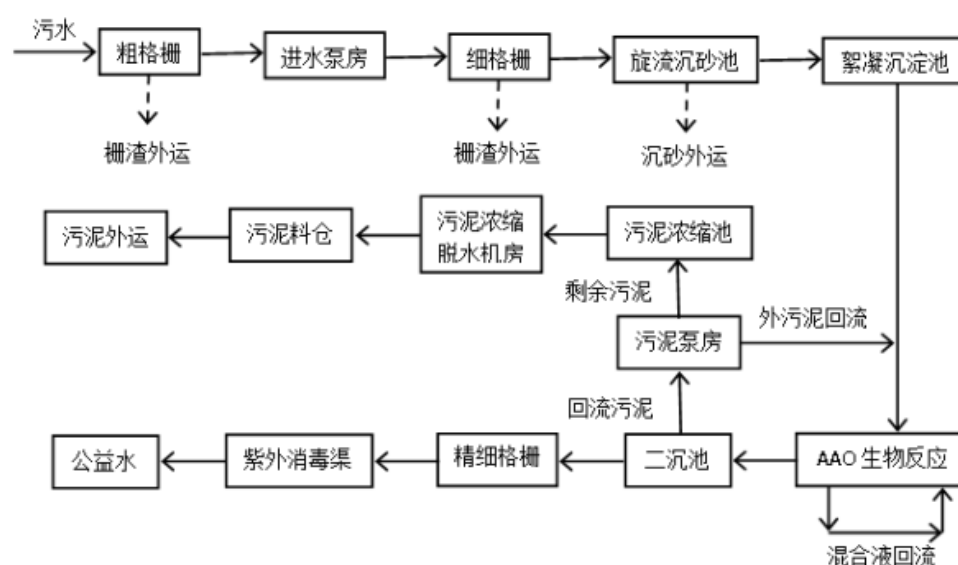 污水
粗格栅
进水泵房
细格栅
旋流沉砂池
絮凝沉淀池
栅渣外运
栅渣外运
沉砂外运
污泥外运
污泥料仓
污泥浓缩
脱水机房
污泥浓缩池
剩余污泥
外污泥回流
污泥泵房
回流污泥
公益水
紫外消毒渠
精细格栅
二沉池
AAO 生物反应
混合液回流